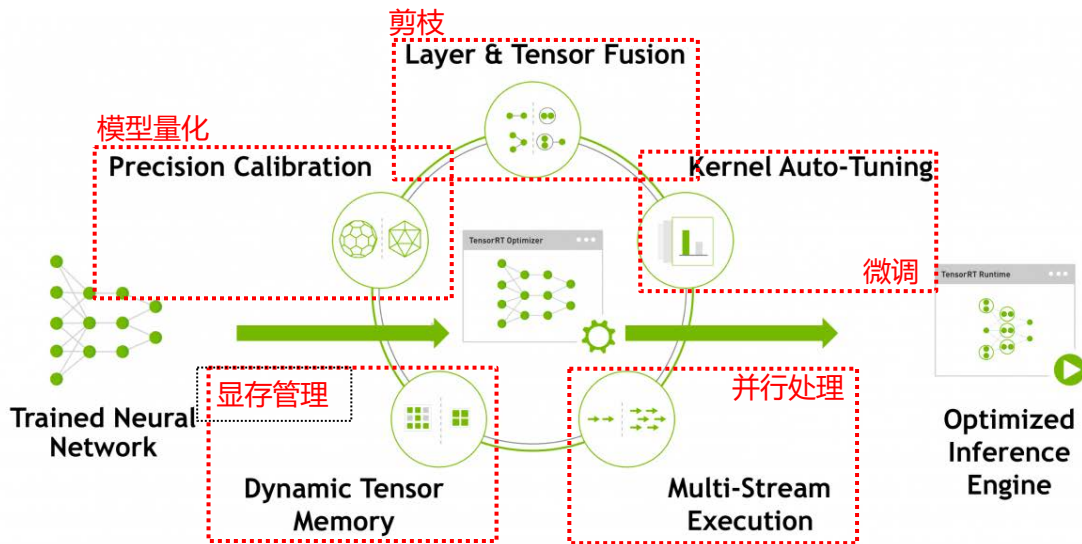 剪枝
Layer & Tensor Fusion
模型量化
Precision Calibration
Kernel Auto-Tuning
TensorRT Optimizer
微调
TensorRT Runtime
显存管理
并行处理
Trained Neural
Network
Optimized
Inference
Engine
Dynamic Tensor
Memory
Multi-Stream
Execution